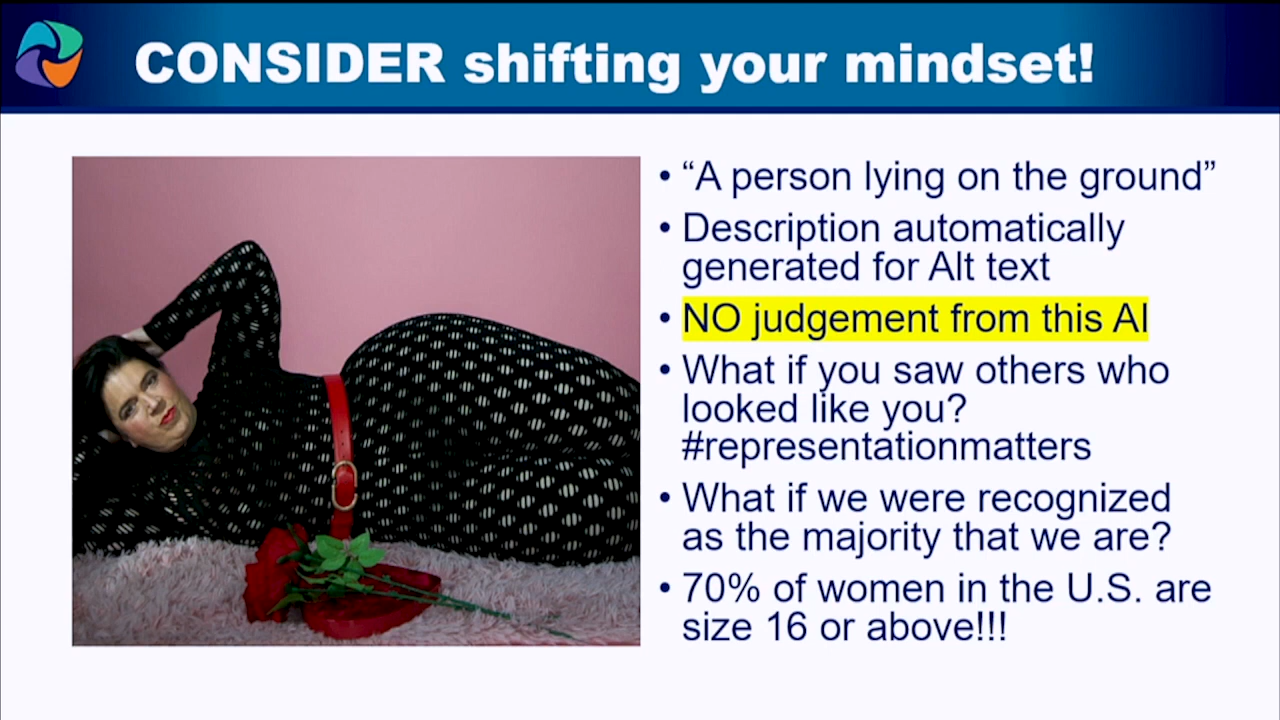 CONSIDER shifting your mindset!
• “A person lying on the ground”
• Description automatically
generated for Alt text
• NO judgement from this AI
• What if you saw others who
looked like you?
#representationmatters
• What if we were recognized
as the majority that we are?
• 70% of women in the U.S. are
size 16 or above!!!